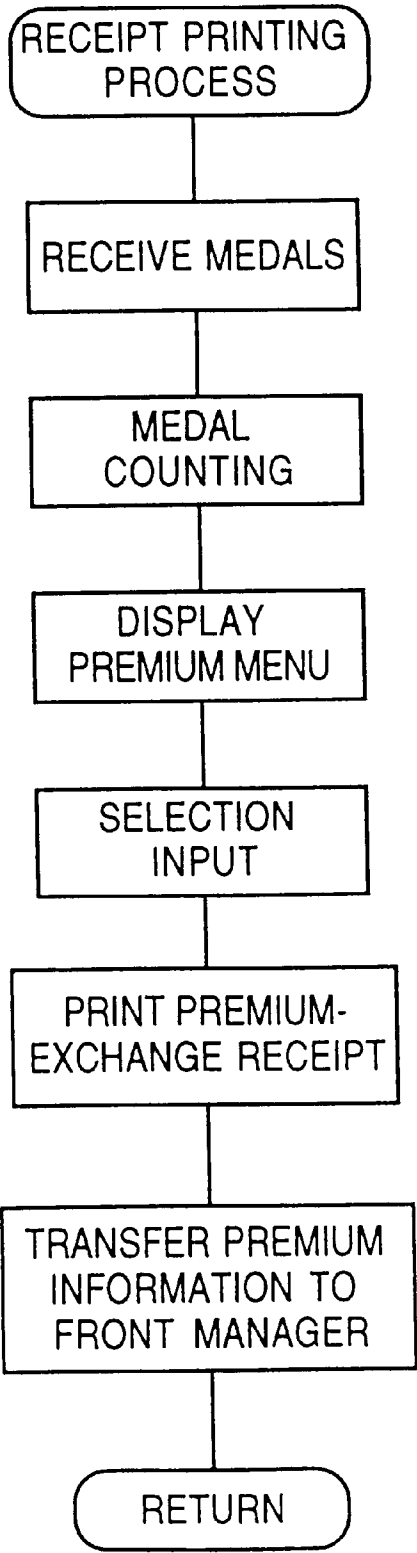 RECEIPT PRINTING
PROCESS
RECEIVE MEDALS
MEDAL
COUNTING
DISPLAY
PREMIUM MENU
SELECTION
INPUT
PRINT PREMIUM-
EXCHANGE RECEIPT
TRANSFER PREMIUM
INFORMATION TO
FRONT MANAGER
RETURN